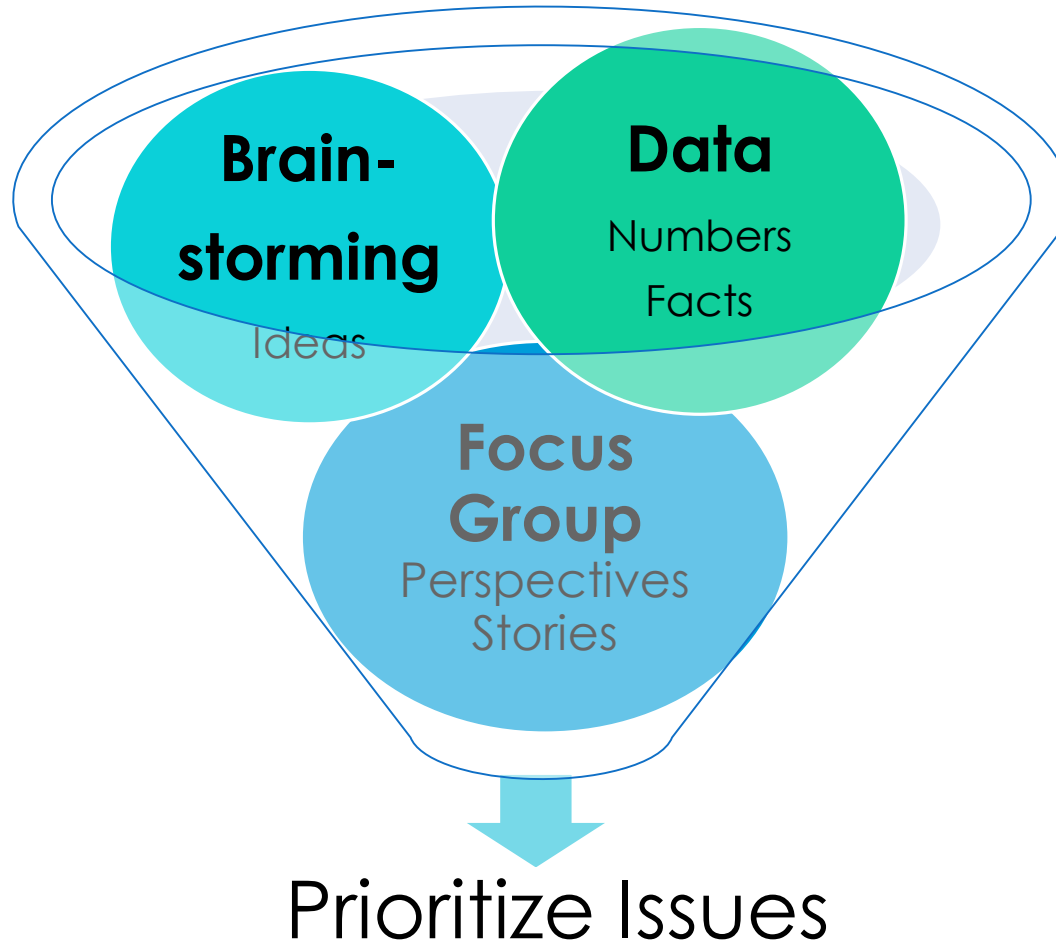 Brain-
storming
Ideas
Data
Numbers
Facts
Focus
Group
Perspectives
Stories
Prioritize Issues